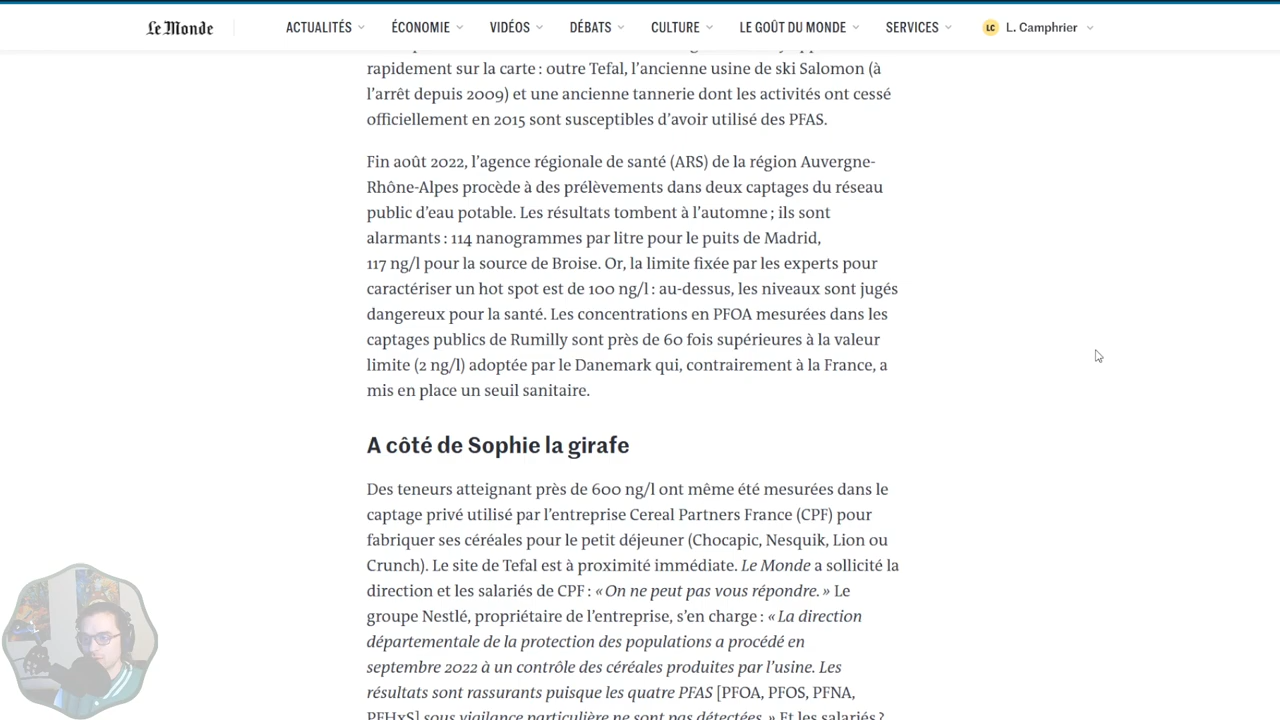 Le Monde
ACTUALITÉS
ÉCONOMIE
VIDÉOS
DÉBATS
CULTURE
LE GOÛT DU MONDE
SERVICES
LC
L. Camphrier
rapidement sur la carte : outre Tefal, l’ancienne usine de ski Salomon (à
l’arrêt depuis 2009) et une ancienne tannerie dont les activités ont cessé
officiellement en 2015 sont susceptibles d’avoir utilisé des PFAS.
Fin août 2022, l’agence régionale de santé (ARS) de la région Auvergne-
Rhône-Alpes procède à des prélèvements dans deux captages du réseau
public d’eau potable. Les résultats tombent à l’automne ; ils sont
alarmants : 114 nanogrammes par litre pour le puits de Madrid,
117 ng/l pour la source de Broise. Or, la limite fixée par les experts pour
caractériser un hot spot est de 100 ng/l : au-dessus, les niveaux sont jugés
dangereux pour la santé. Les concentrations en PFOA mesurées dans les
captages publics de Rumilly sont près de 60 fois supérieures à la valeur
limite (2 ng/l) adoptée par le Danemark qui, contrairement à la France, a
mis en place un seuil sanitaire.
A côté de Sophie la girafe
Des teneurs atteignant près de 600 ng/l ont même été mesurées dans le
captage privé utilisé par l’entreprise Cereal Partners France (CPF) pour
fabriquer ses céréales pour le petit déjeuner (Chocapic, Nesquik, Lion ou
Crunch). Le site de Tefal est à proximité immédiate. Le Monde a sollicité la
direction et les salariés de CPF : « On ne peut pas vous répondre. » Le
groupe Nestlé, propriétaire de l’entreprise, s’en charge : « La direction
départementale de la protection des populations a procédé en
septembre 2022 à un contrôle des céréales produites par l’usine. Les
résultats sont rassurants puisque les quatre PFAS [PFOA, PFOS, PFNA,
PFHxS] sous vigilance particulière ne sont pas détectées. » Et les salariés ?